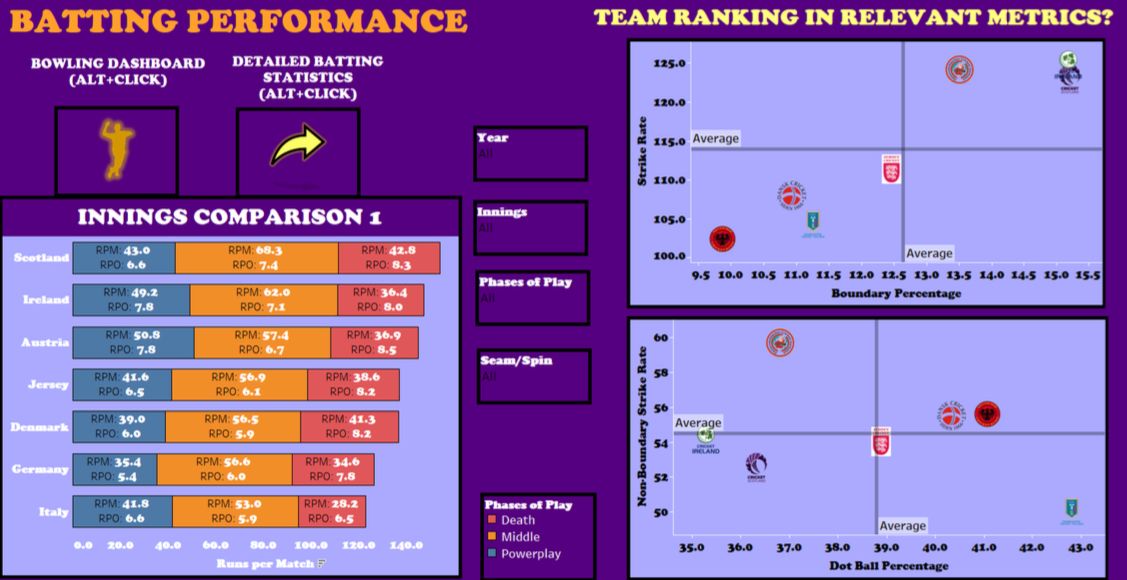 BATTING PERFORMANCE
BOWLING DASHBOARD
(ALT+CLICK)
DETAILED BATTING
STATISTICS
(ALT+CLICK)
INNINGS COMPARISON 1
Scotland
RPM: 43.0
RPO: 6.6
RPM: 68.3
RPO: 7.4
RPM: 42.8
RPO: 8.3
Ireland
RPM: 49.2
RPO: 7.8
RPM: 62.0
RPO: 7.1
RPM: 36.4
RPO: 8.0
Austria
RPM: 50.8
RPO: 7.8
RPM: 57.4
RPO: 6.7
RPM: 36.9
RPO: 8.5
Jersey
RPM: 41.6
RPO: 6.5
RPM: 56.9
RPO: 6.1
RPM: 38.6
RPO: 8.2
Denmark
RPM: 39.0
RPO: 6.0
RPM: 56.5
RPO: 5.9
RPM: 41.3
RPO: 8.2
Germany
RPM: 35.4
RPO: 5.4
RPM: 56.6
RPO: 6.0
RPM: 34.6
RPO: 7.8
Italy
RPM: 41.8
RPO: 6.6
RPM: 53.0
RPO: 5.9
RPM: 28.2
RPO: 6.5
0.0 20.0 40.0 60.0 80.0 100.0 120.0 140.0
Runs per Match
Year
All
Innings
All
Phases of Play
All
Seam/Spin
All
Phases of Play
Death
Middle
Powerplay
TEAM RANKING IN RELEVANT METRICS?
Strike Rate
125.0
120.0
115.0
110.0
105.0
100.0
Average
Average
IRELAND
CRICKET
DANSK CRICKET
9.5 10.0 10.5 11.0 11.5 12.0 12.5 13.0 13.5 14.0 14.5 15.0 15.5
Boundary Percentage
Non-Boundary Strike Rate
60
58
56
54
52
50
Average
Average
CRICKET
IRELAND
CRICKET
DANSK CRICKET
35.0 36.0 37.0 38.0 39.0 40.0 41.0 42.0 43.0
Dot Ball Percentage